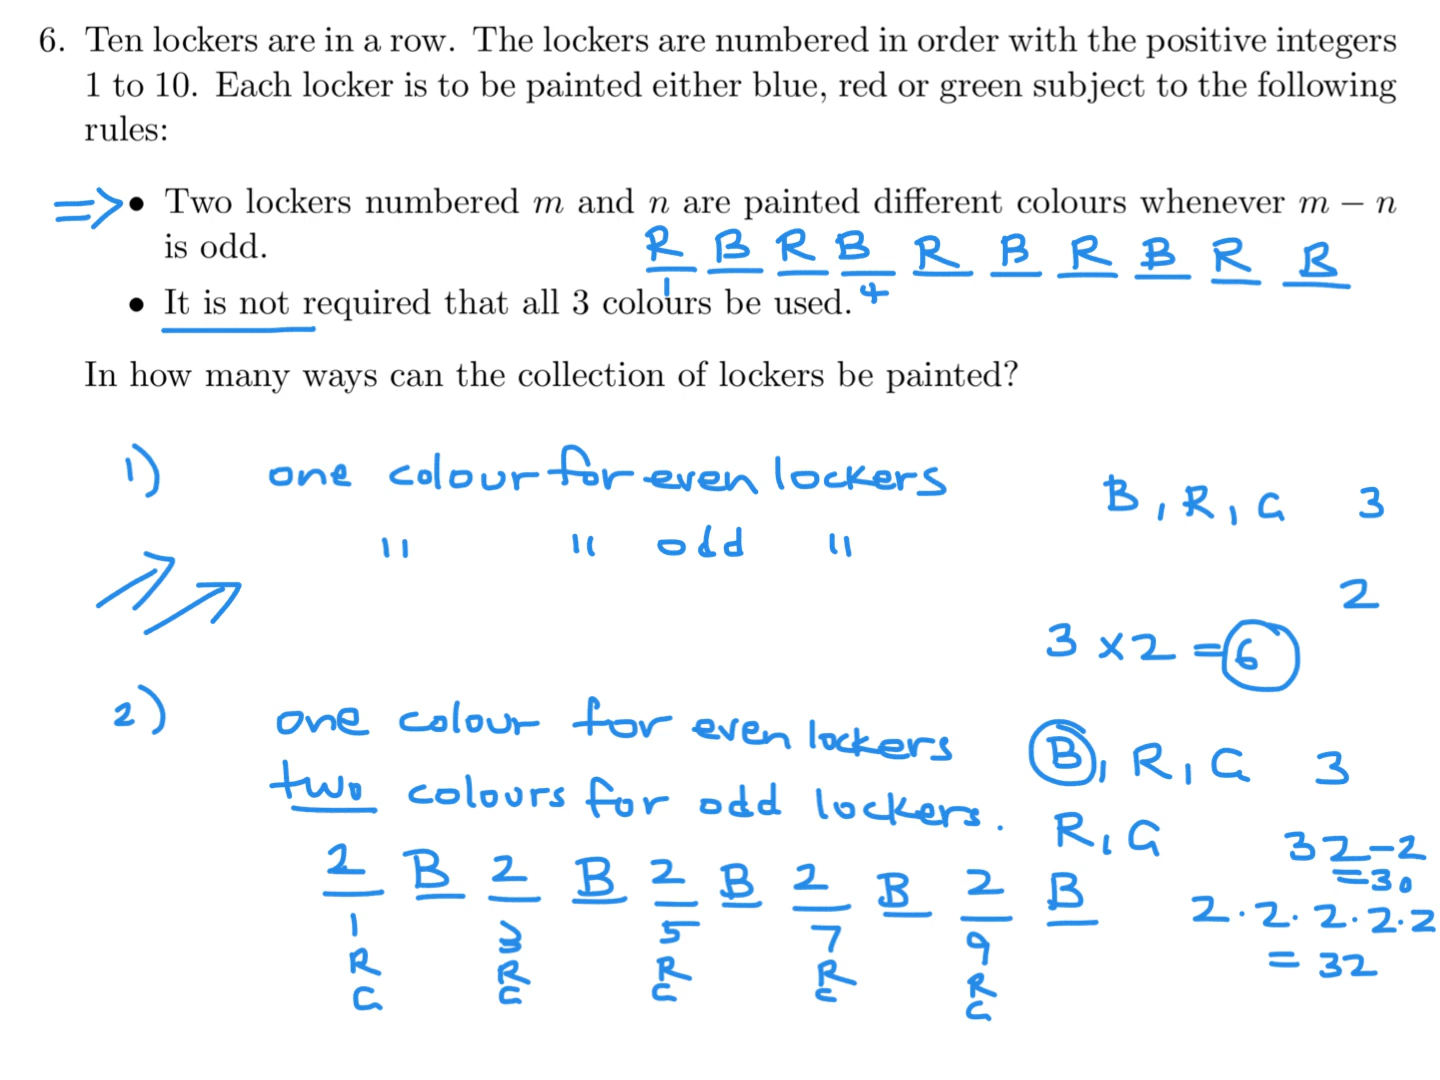 6. Ten lockers are in a row. The lockers are numbered in order with the positive integers
1 to 10. Each locker is to be painted either blue, red or green subject to the following
rules:
⇒ • Two lockers numbered m and n are painted different colours whenever m − n
is odd.
R B R B R B R B R B
1 4
• It is not required that all 3 colours be used.
In how many ways can the collection of lockers be painted?
1) one colour for even lockers B, R, G 3
" " odd "
2
3 × 2 = 6
2) one colour for even lockers B, R, G 3
two colours for odd lockers. R, G
32-2
=30
2 B 2 B 2 B 2 B 2 B
2·2·2·2·2
= 32
1 3 5 7 9
R R R R R
G G G G G